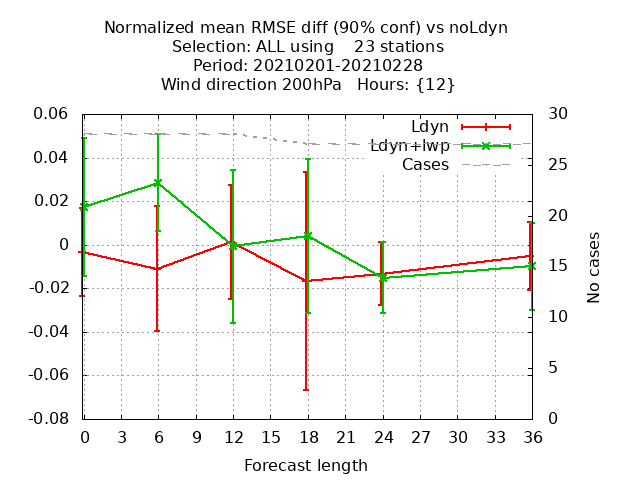 Normalized mean RMSE diff (90% conf) vs noLdyn
Selection: ALL using 23 stations
Period: 20210201-20210228
Wind direction 200hPa Hours: {12}
0.06
0.04
0.02
0
-0.02
-0.04
-0.06
-0.08
30
25
20
15
10
5
0
Ldyn
Ldyn+lwp
Cases
No cases
0 3 6 9 12 15 18 21 24 27 30 33 36
Forecast length